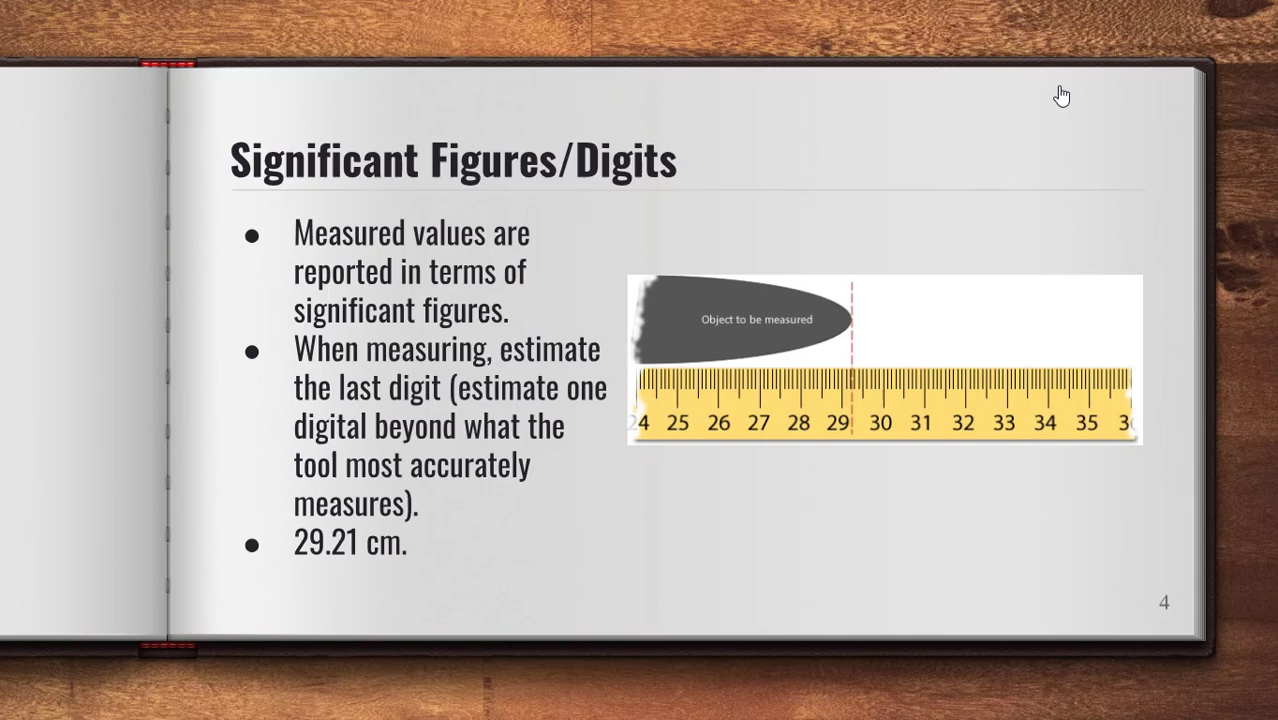 Significant Figures/Digits
● Measured values are
reported in terms of
significant figures.
● When measuring, estimate
the last digit (estimate one
digital beyond what the
tool most accurately
measures).
● 29.21 cm.
Object to be measured
24 25 26 27 28 29 30 31 32 33 34 35 3
4